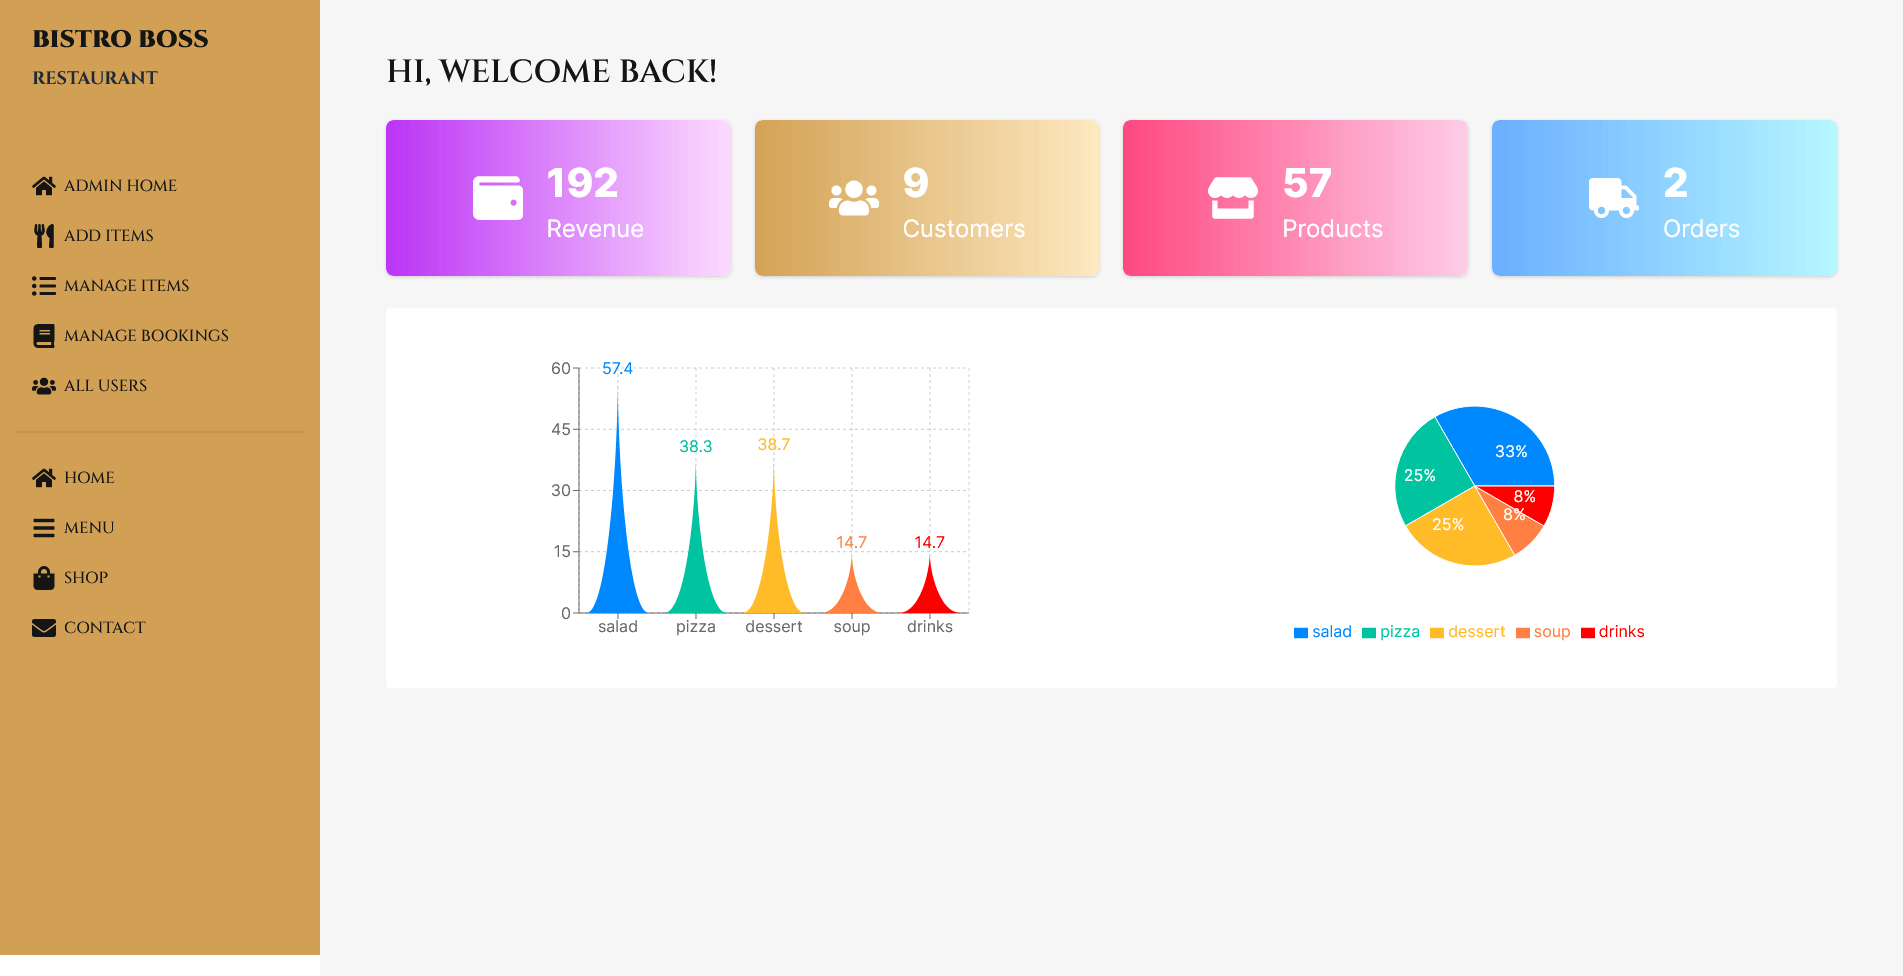 BISTRO BOSS
RESTAURANT
ADMIN HOME
ADD ITEMS
MANAGE ITEMS
MANAGE BOOKINGS
ALL USERS
HOME
MENU
SHOP
CONTACT
HI, WELCOME BACK!
192
Revenue
9
Customers
57
Products
2
Orders
60
45
30
15
0
57.4
38.3
38.7
14.7
14.7
salad pizza dessert soup drinks
33%
25%
8%
8%
25%
salad pizza dessert soup drinks